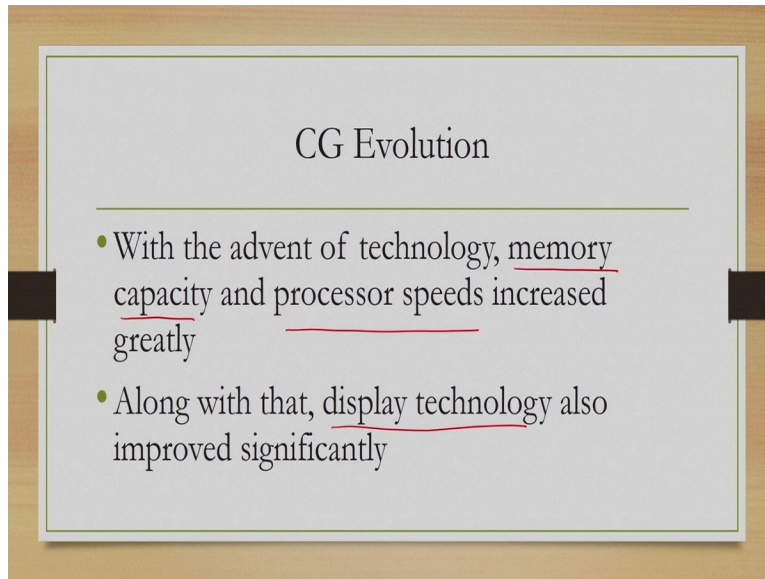 CG Evolution
•With the advent of technology, memory
capacity and processor speeds increased
greatly
•Along with that, display technology also
improved significantly